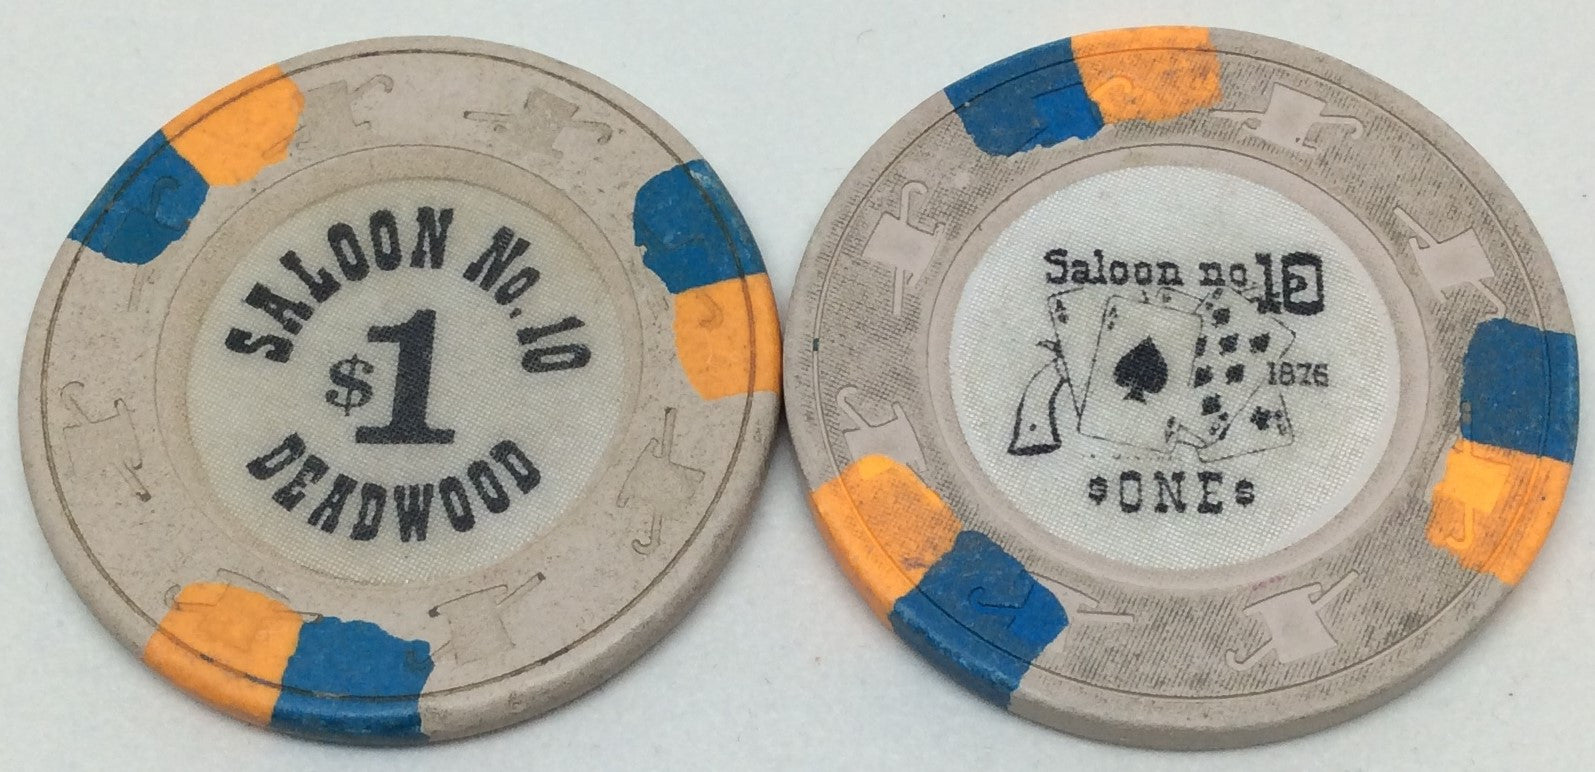 SALOON No. 10
$1
DEADWOOD
Saloon no. 10
1876
$ONE$